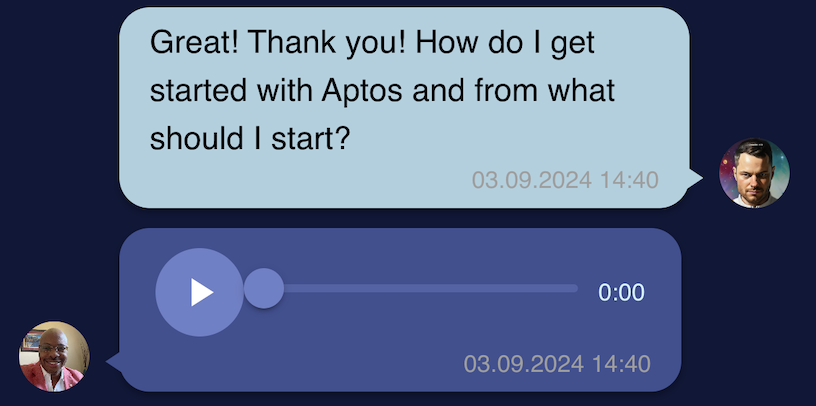 Great! Thank you! How do I get
started with Aptos and from what
should I start?
03.09.2024 14:40
0:00
03.09.2024 14:40